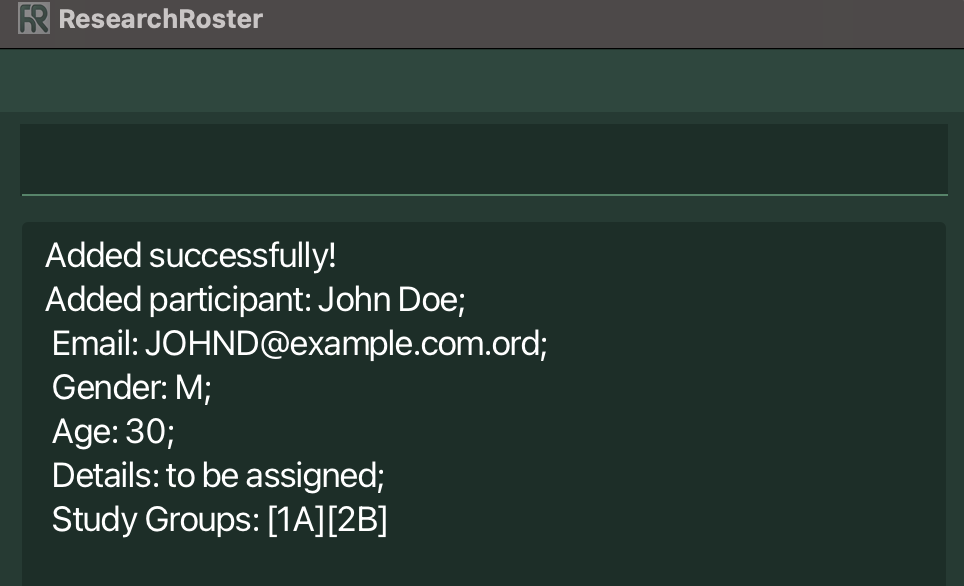 ResearchRoster
Added successfully!
Added participant: John Doe;
Email: JOHND@example.com.ord;
Gender: M;
Age: 30;
Details: to be assigned;
Study Groups: [1A][2B]